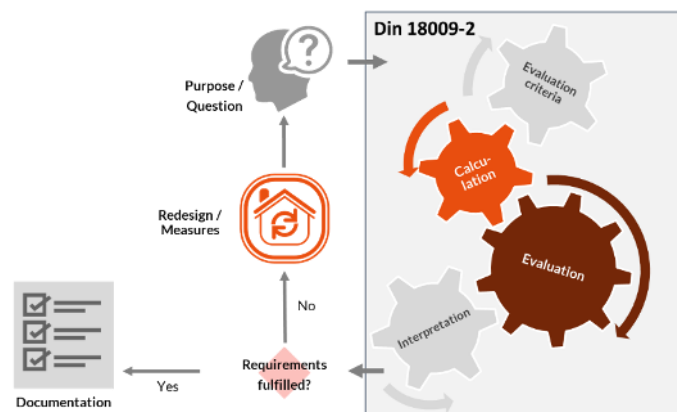 Din 18009-2
?
Purpose /
Question
Evaluation
criteria
Calcu-
lation
Redesign /
Measures
Evaluation
Interpretation
No
Requirements
fulfilled?
Yes
Documentation